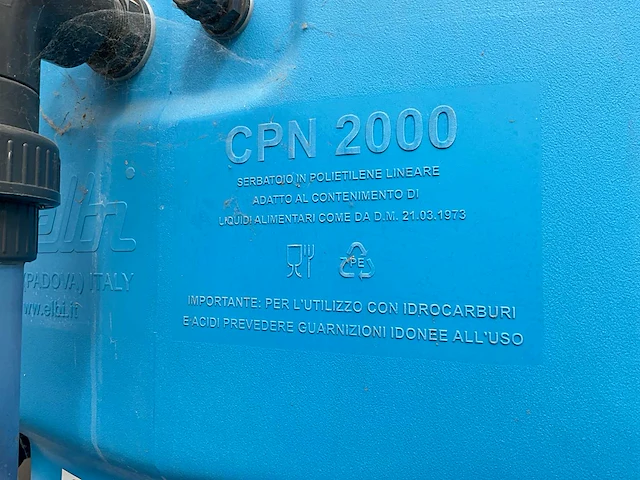 CPN 2000
SERBATOIO IN POLIETILENE LINEARE
ADATTO AL CONTENIMENTO DI
LIQUIDI ALIMENTARI COME DA D.M. 21.03.1973
PE
IMPORTANTE: PER L'UTILIZZO CON IDROCARBURI
E ACIDI PREVEDERE GUARNIZIONI IDONEE ALL'USO
elbi
(PADOVA) ITALY
www.elbi.it